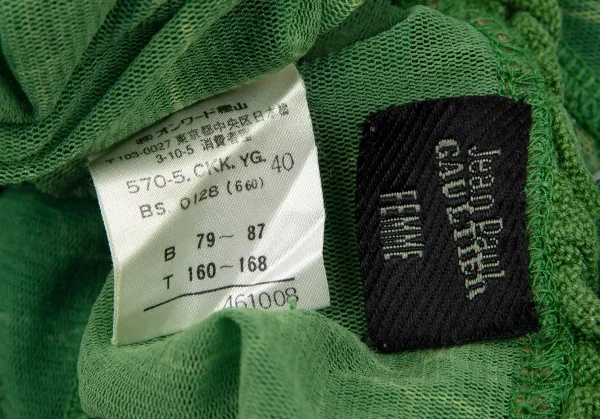 ㈱オンワード樫山
〒103-0027 東京都中央区日本橋
3-10-5 消費者室
570-5. CKK. YG. 40
BS. 0128 (660)
B 79～87
T 160～168
461008
Jean Paul
GAULTIER
FEMME